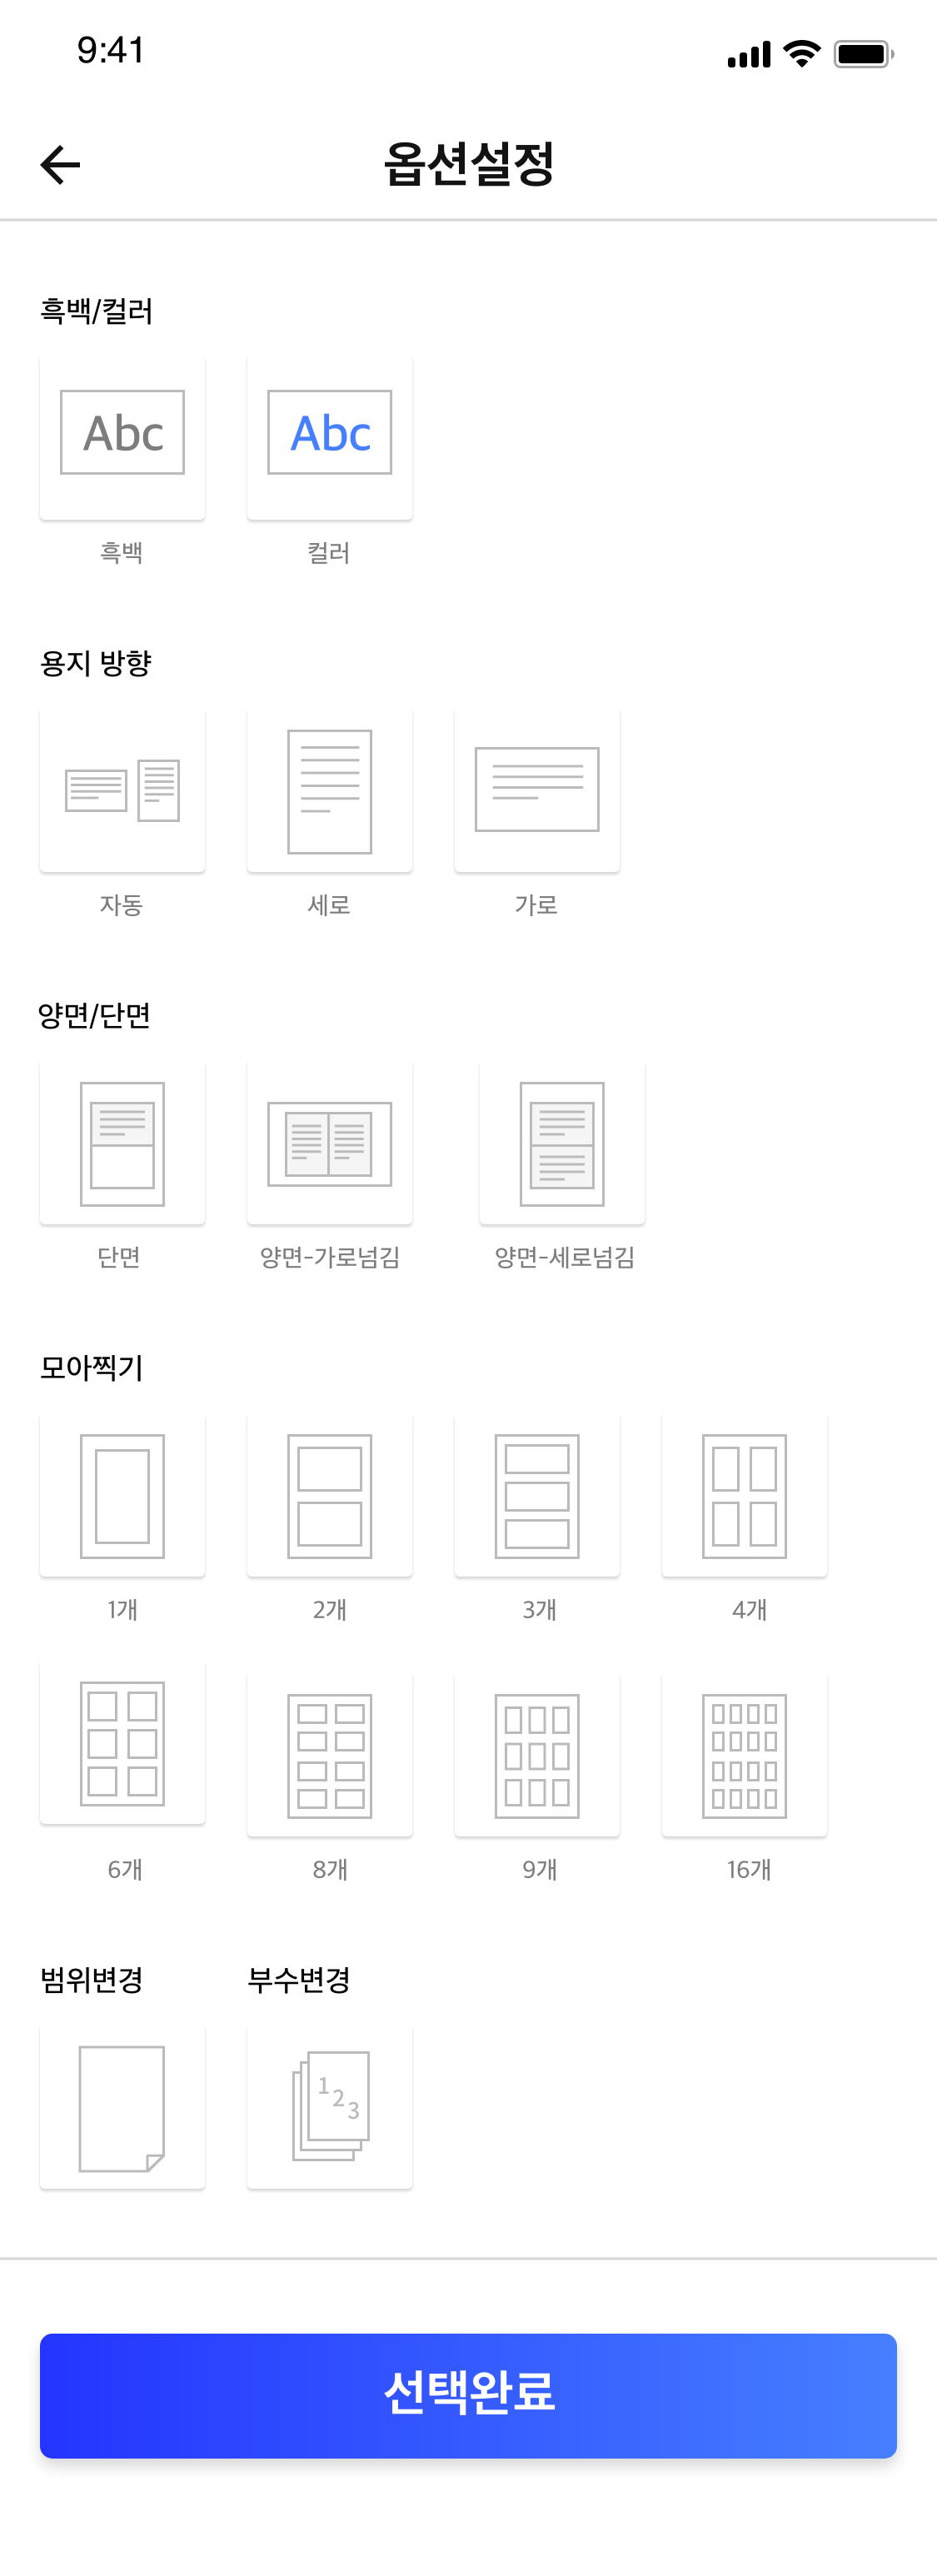 9:41
옵션설정
흑백/컬러
Abc Abc
흑백 컬러
용지 방향
자동 세로 가로
양면/단면
단면 양면-가로넘김 양면-세로넘김
모아찍기
1개 2개 3개 4개
6개 8개 9개 16개
범위변경 부수변경
1 2 3
선택완료